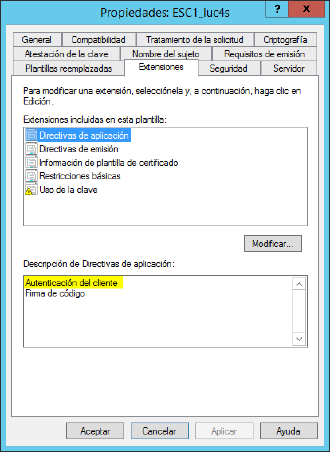 Propiedades: ESC1_luc4s
?
x
General
Compatibilidad
Tratamiento de la solicitud
Criptografía
Atestación de la clave
Nombre del sujeto
Requisitos de emisión
Plantillas reemplazadas
Extensiones
Seguridad
Servidor
Para modificar una extensión, selecciónela y, a continuación, haga clic en
Edición.
Extensiones incluidas en esta plantilla:
Directivas de aplicación
Directivas de emisión
Información de plantilla de certificado
Restricciones básicas
Uso de la clave
Modificar...
Descripción de Directivas de aplicación:
Autenticación del cliente
Firma de código
Aceptar
Cancelar
Aplicar
Ayuda